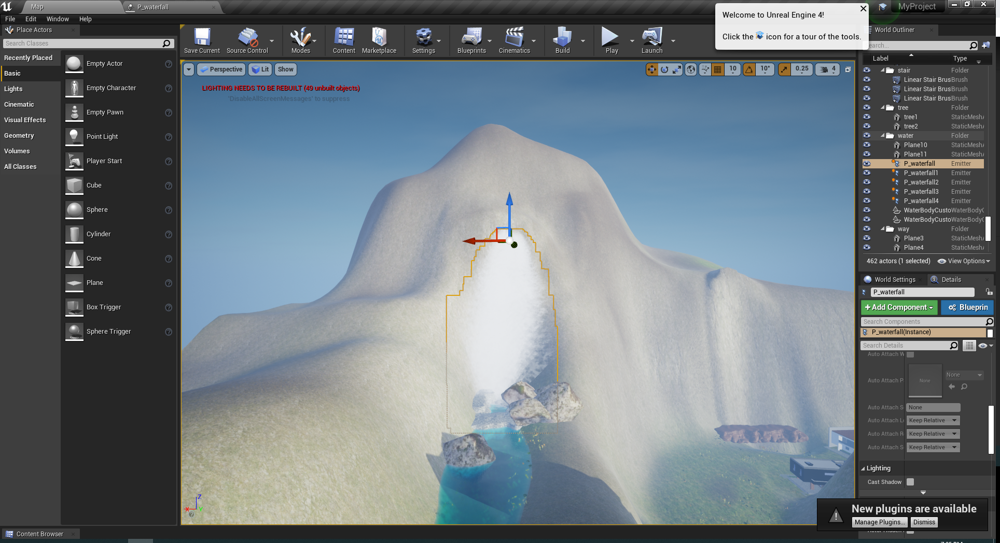 Map
P_waterfall
MyProject
File Edit Window Help
Welcome to Unreal Engine 4!
Click the icon for a tour of the tools.
Place Actors
Search Classes
Recently Placed
Basic
Lights
Cinematic
Visual Effects
Geometry
Volumes
All Classes
Empty Actor
Empty Character
Empty Pawn
Point Light
Player Start
Cube
Sphere
Cylinder
Cone
Plane
Box Trigger
Sphere Trigger
Save Current
Source Control
Modes
Content
Marketplace
Settings
Blueprints
Cinematics
Build
Play
Launch
Perspective
Lit
Show
10
10°
0.25
4
LIGHTING NEEDS TO BE REBUILT (49 unbuilt objects)
'DisableAllScreenMessages' to suppress
Z
X
Y
World Outliner
earch...
Label Type
stair Folder
Linear Stair Brus Brush
Linear Stair Brus Brush
Linear Stair Brus Brush
tree Folder
tree1 StaticMeshA
tree2 StaticMeshA
water Folder
Plane10 StaticMeshA
Plane11 StaticMeshA
P_waterfall Emitter
P_waterfall1 Emitter
P_waterfall2 Emitter
P_waterfall3 Emitter
P_waterfall4 Emitter
WaterBodyCusto WaterBodyC
WaterBodyCusto WaterBodyC
way Folder
Plane3 StaticMeshA
Plane4 StaticMeshA
462 actors (1 selected) View Options
World Settings
Details
P_waterfall
+Add Component
Blueprin
Search Components
P_waterfall(Instance)
Search Details
Auto Attach W
Auto Attach P
None
None
Auto Attach S
None
Auto Attach L
Keep Relative
Auto Attach R
Keep Relative
Auto Attach S
Keep Relative
Lighting
Cast Shadow
New plugins are available
Manage Plugins...
Dismiss
Content Browser